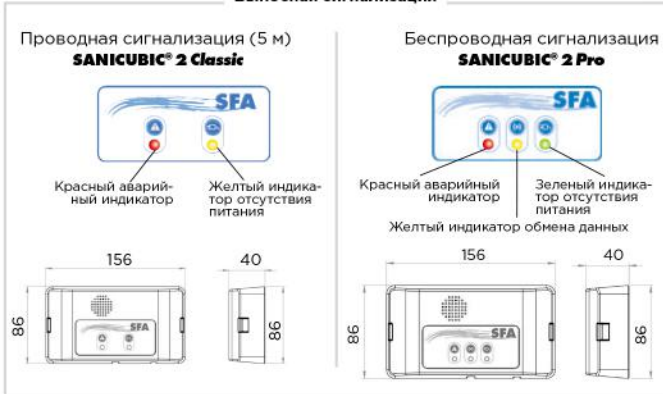 Выносная сигнализация
Проводная сигнализация (5 м)
SANICUBIC® 2 Classic
SFA
Красный аварий-
ный индикатор
Желтый индика-
тор отсутствия
питания
156
40
86
86
SFA
Беспроводная сигнализация
SANICUBIC® 2 Pro
SFA
Красный аварийный
индикатор
Зеленый индика-
тор отсутствия
питания
Желтый индикатор обмена данных
156
40
86
86
SFA